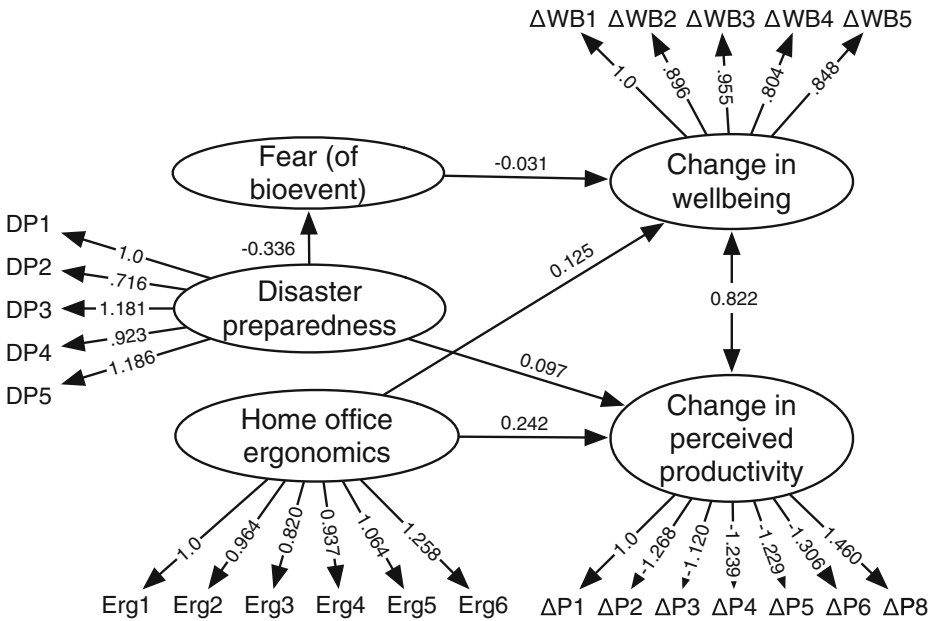 ΔWB1 ΔWB2 ΔWB3 ΔWB4 ΔWB5
1.0 .896 .955 .804 .848
Fear (of
bioevent)
-0.031
Change in
wellbeing
DP1
DP2
DP3
DP4
DP5
1.0
.716
1.181
.923
1.186
-0.336
Disaster
preparedness
0.125
0.822
0.097
Home office
ergonomics
0.242
Change in
perceived
productivity
1.0 0.964 0.820 0.937 1.064 1.258
Erg1 Erg2 Erg3 Erg4 Erg5 Erg6
1.0 -1.268 -1.120 -1.239 -1.229 -1.306 1.460
ΔP1 ΔP2 ΔP3 ΔP4 ΔP5 ΔP6 ΔP8